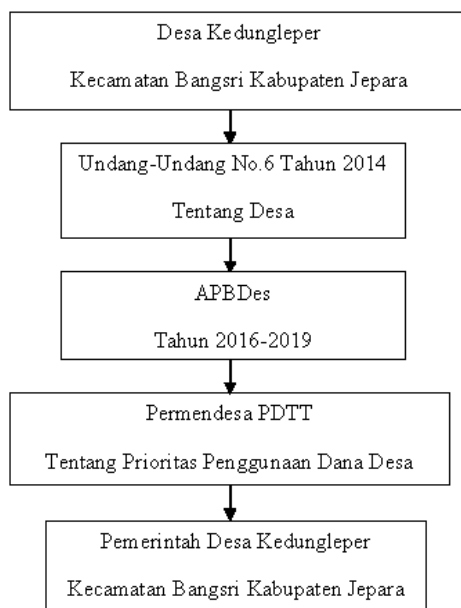 Desa Kedungleper
Kecamatan Bangsri Kabupaten Jepara
Undang-Undang No.6 Tahun 2014
Tentang Desa
APBDes
Tahun 2016-2019
Permendesa PDTT
Tentang Prioritas Penggunaan Dana Desa
Pemerintah Desa Kedungleper
Kecamatan Bangsri Kabupaten Jepara